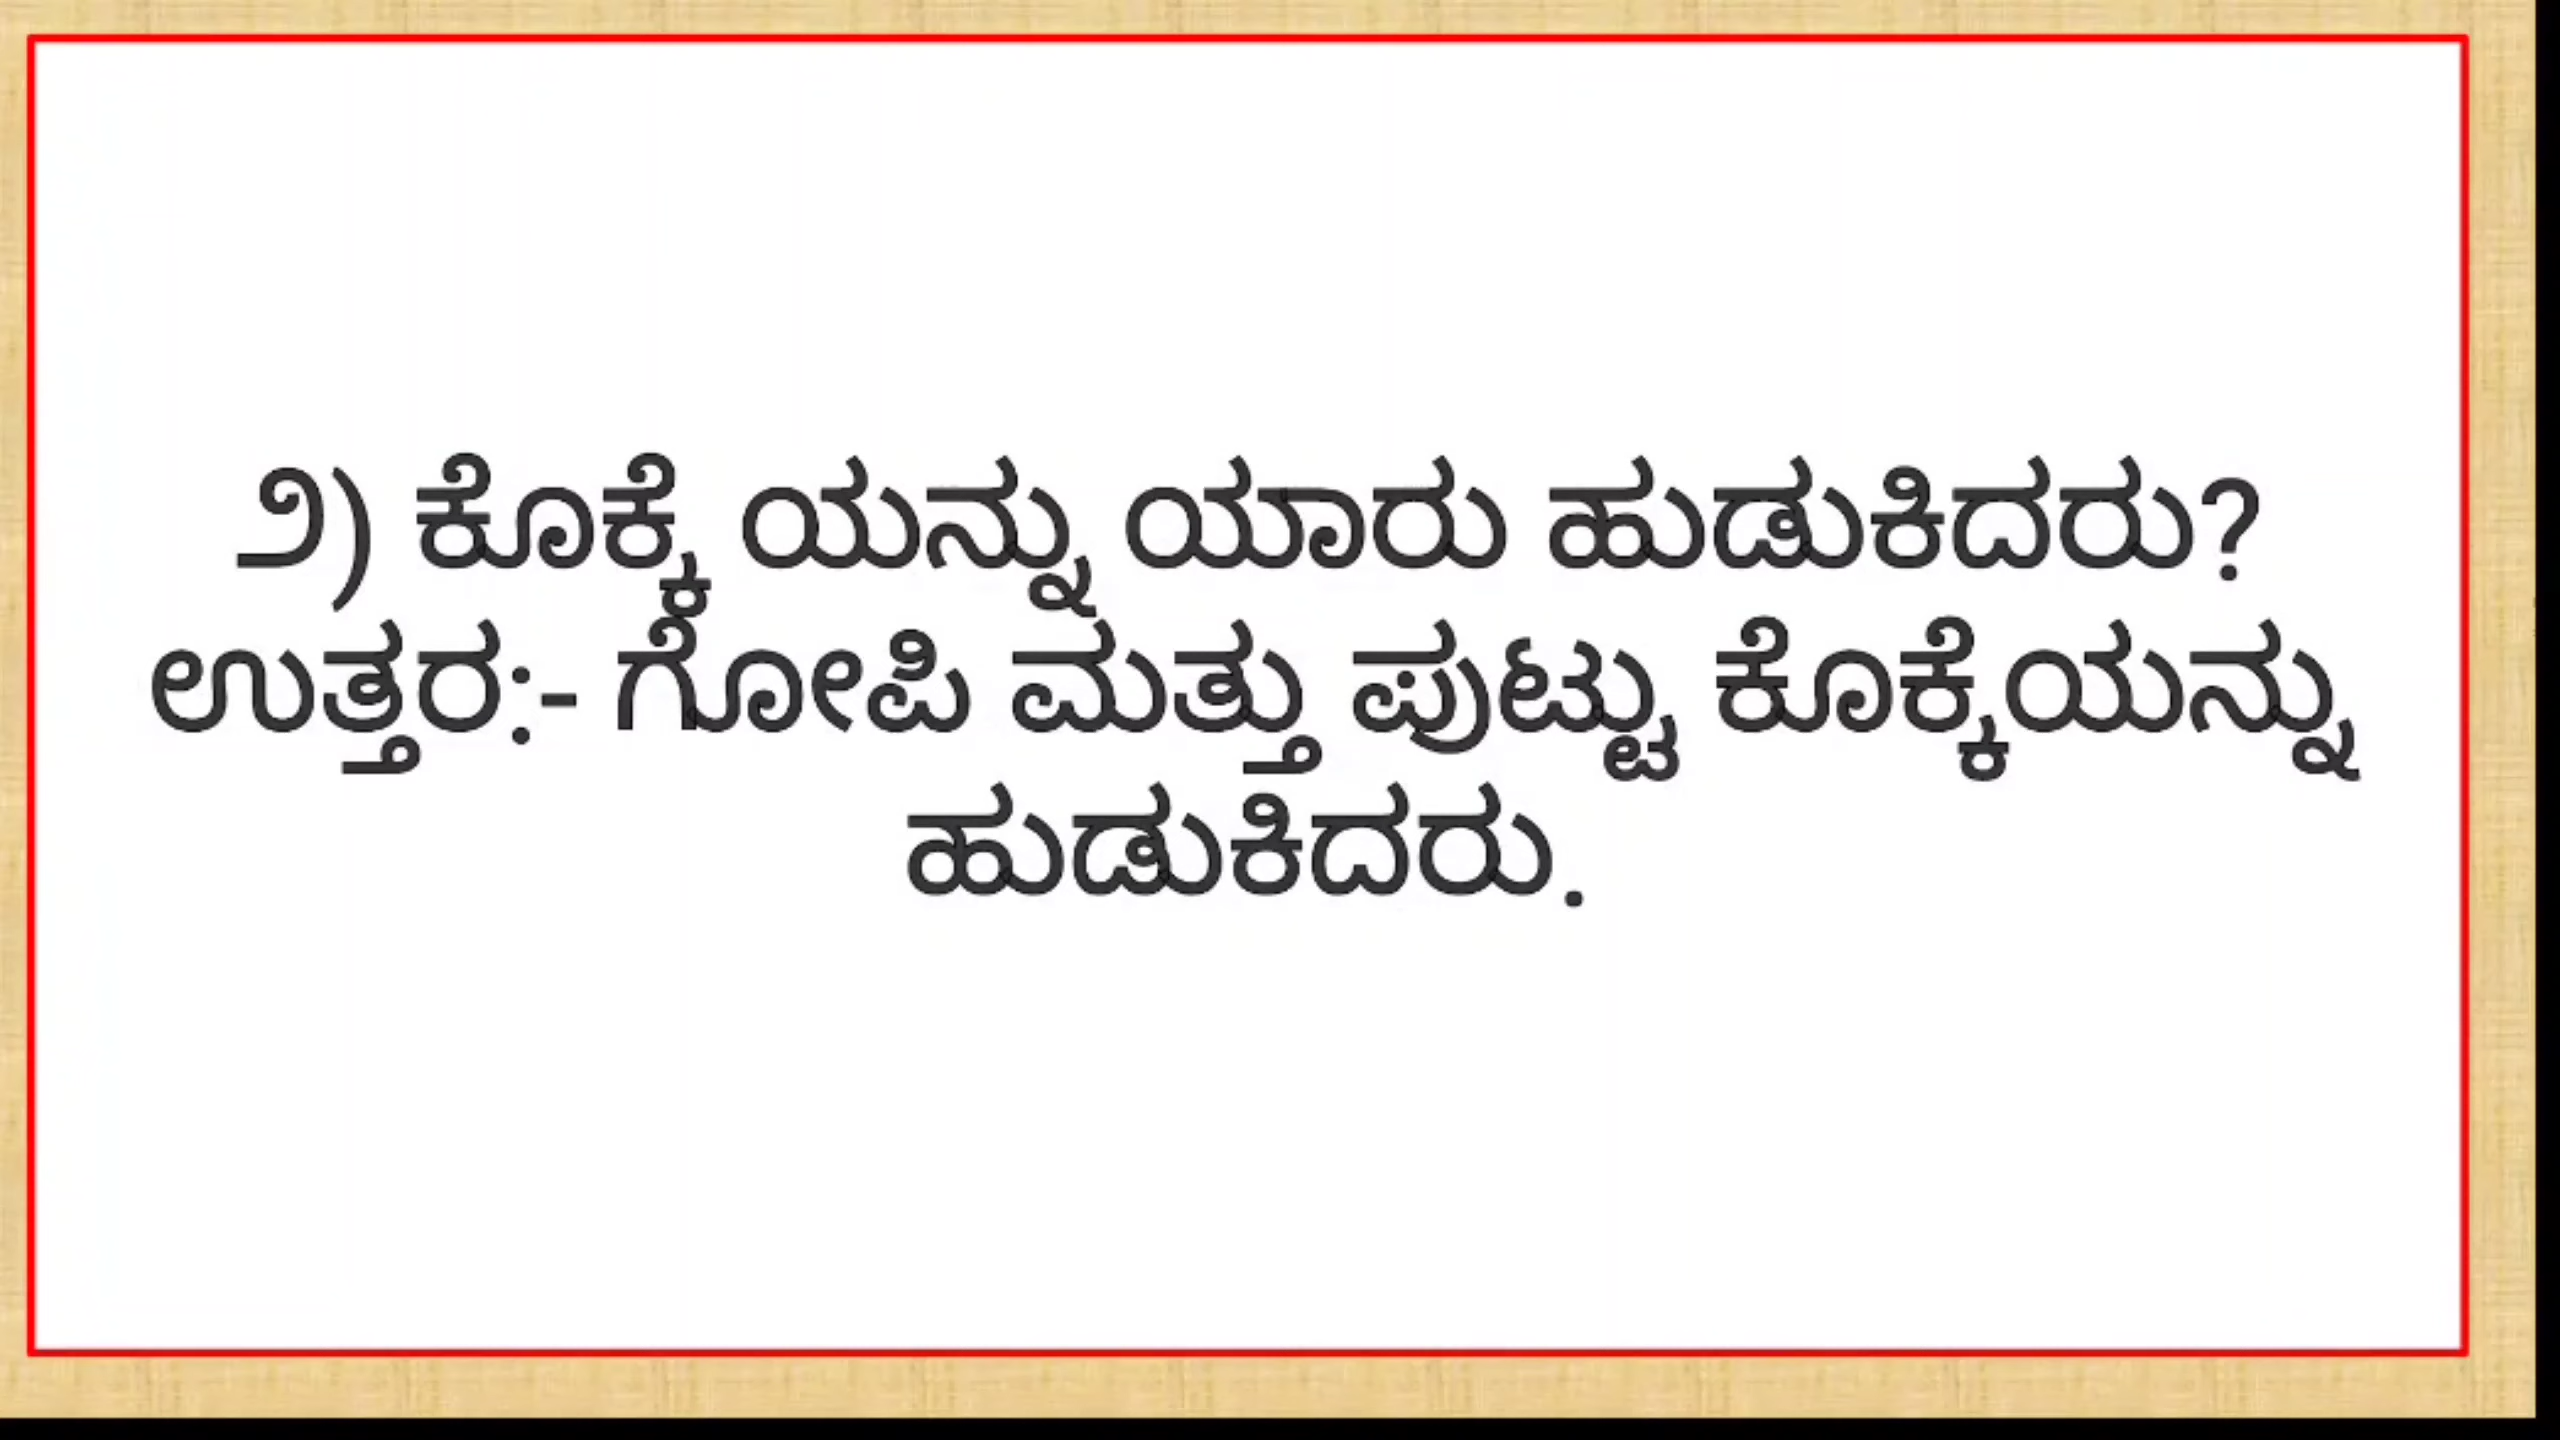 ೨) ಕೊಕ್ಕೆ ಯನ್ನು ಯಾರು ಹುಡುಕಿದರು?
ಉತ್ತರ:- ಗೋಪಿ ಮತ್ತು ಪುಟ್ಟು ಕೊಕ್ಕೆಯನ್ನು
ಹುಡುಕಿದರು.